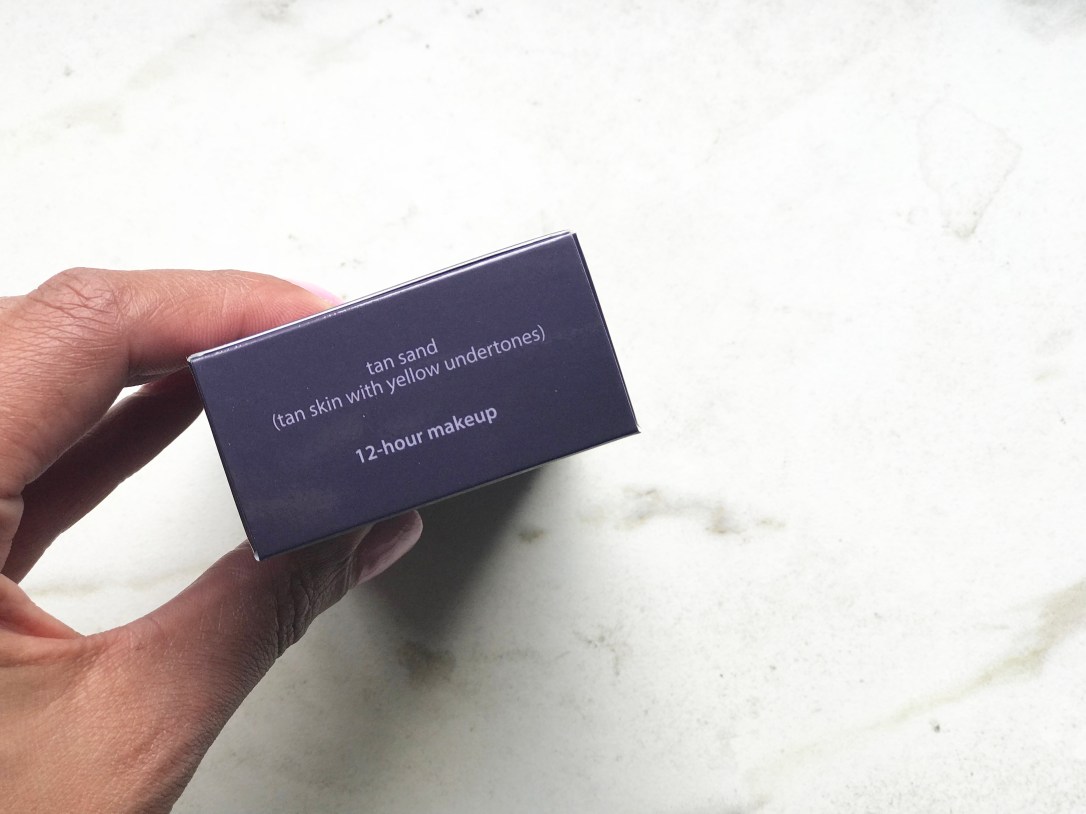 tan sand
(tan skin with yellow undertones)
12-hour makeup